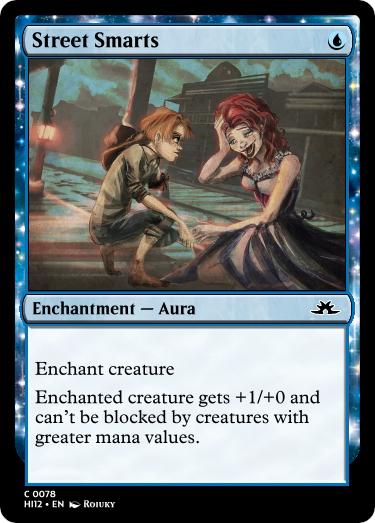 Street Smarts
Enchantment — Aura
Enchant creature
Enchanted creature gets +1/+0 and
can't be blocked by creatures with
greater mana values.
C 0078
HI12 • EN Roiuky